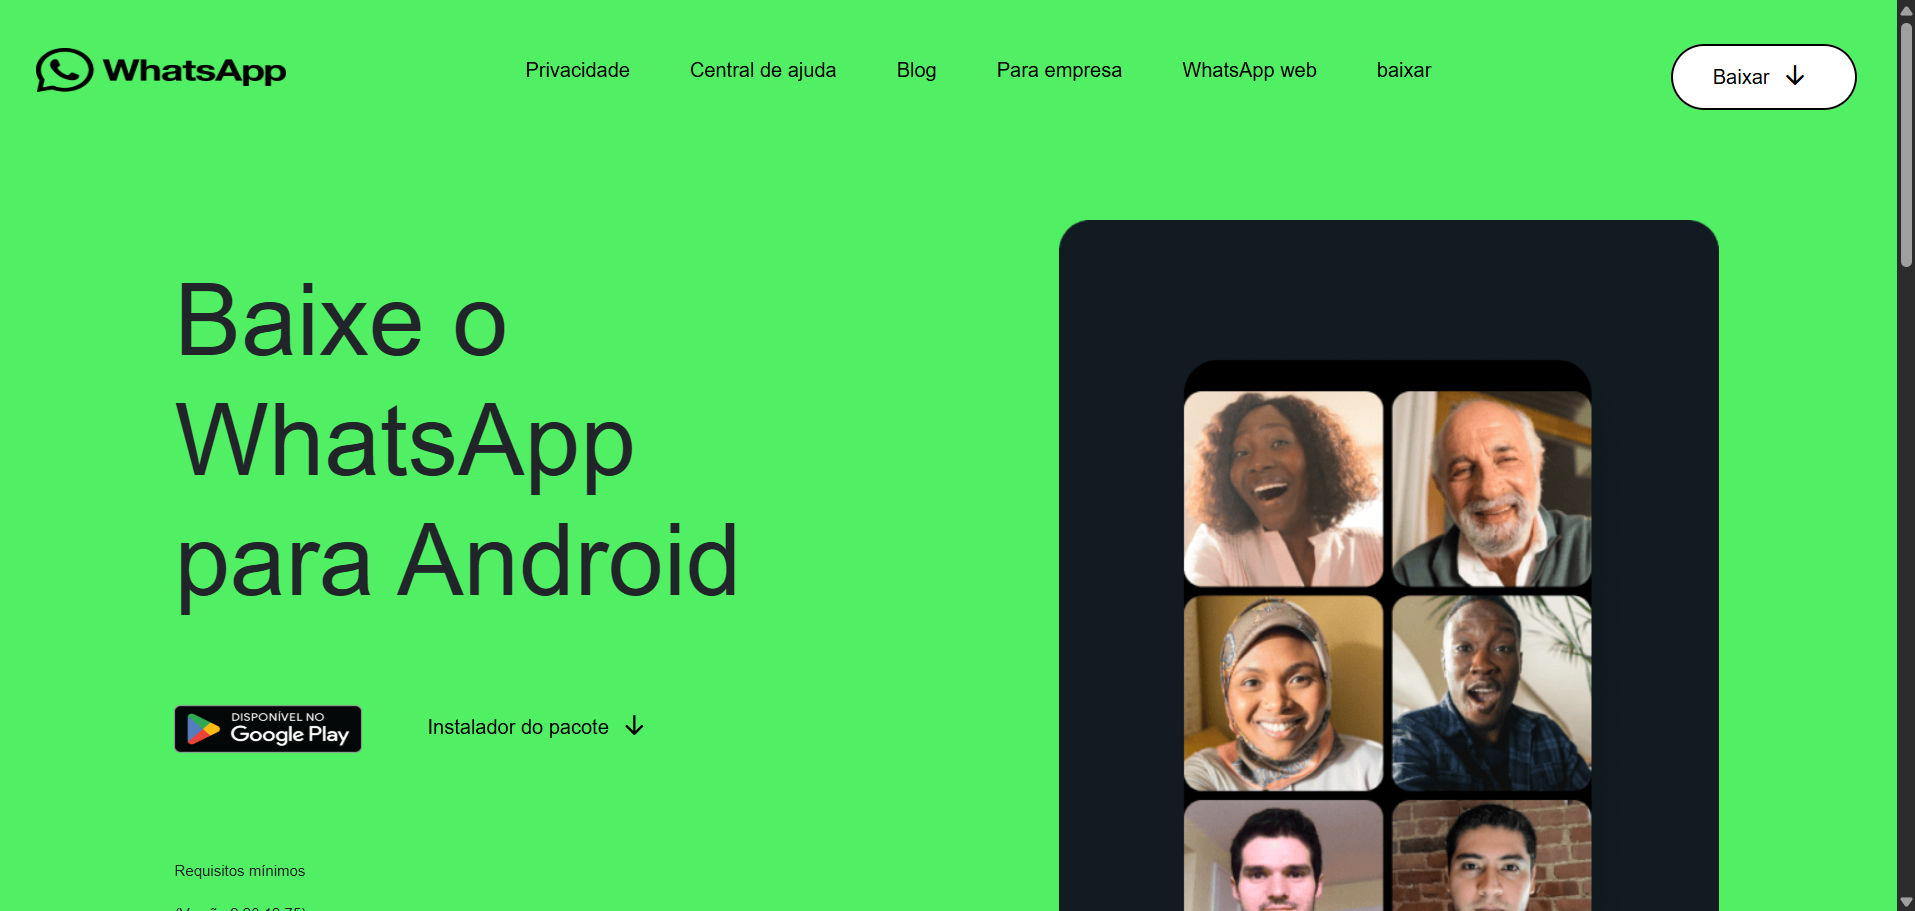 WhatsApp
Privacidade
Central de ajuda
Blog
Para empresa
WhatsApp web
baixar
Baixar
Baixe o
WhatsApp
para Android
DISPONÍVEL NO
Google Play
Instalador do pacote
Requisitos mínimos